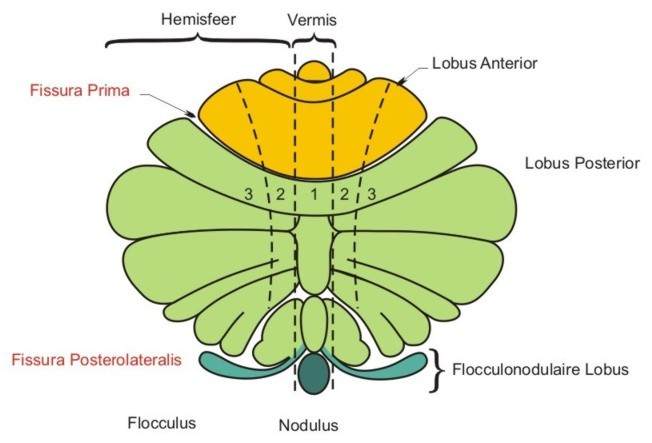 Hemisfeer
Vermis
Lobus Anterior
Fissura Prima
Lobus Posterior
3 2 1 2 3
Fissura Posterolateralis
Flocculonodulaire Lobus
Flocculus
Nodulus